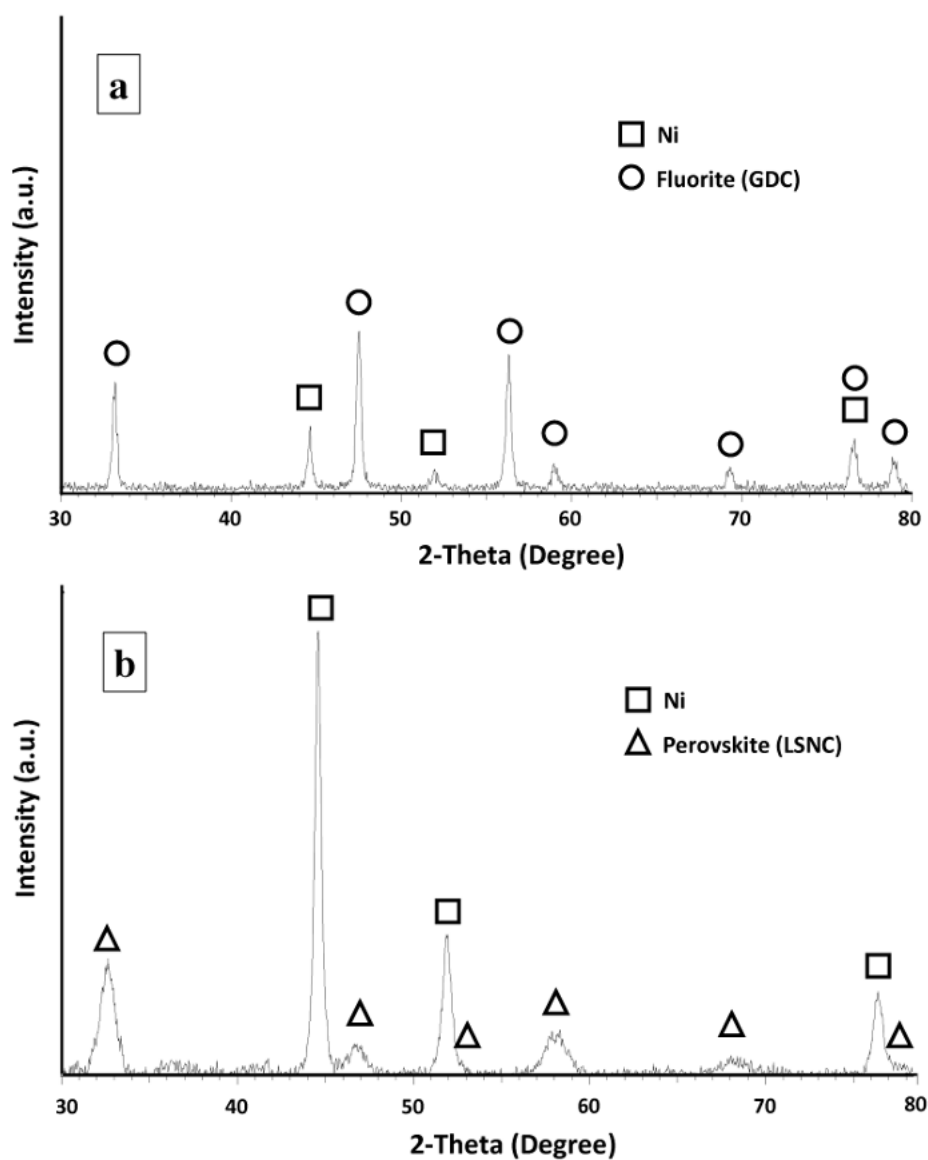 a
Ni
Fluorite (GDC)
Intensity (a.u.)
30 40 50 60 70 80
2-Theta (Degree)
b
Ni
Perovskite (LSNC)
Intensity (a.u.)
30 40 50 60 70 80
2-Theta (Degree)